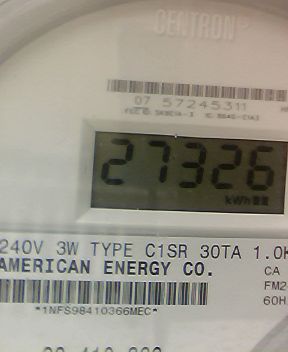 CENTRON®
07 57245311
27326
kWh
240V 3W TYPE C1SR 30TA 1.0K
AMERICAN ENERGY CO.
CA
FM2
60H
*1NFS98410366MEC*